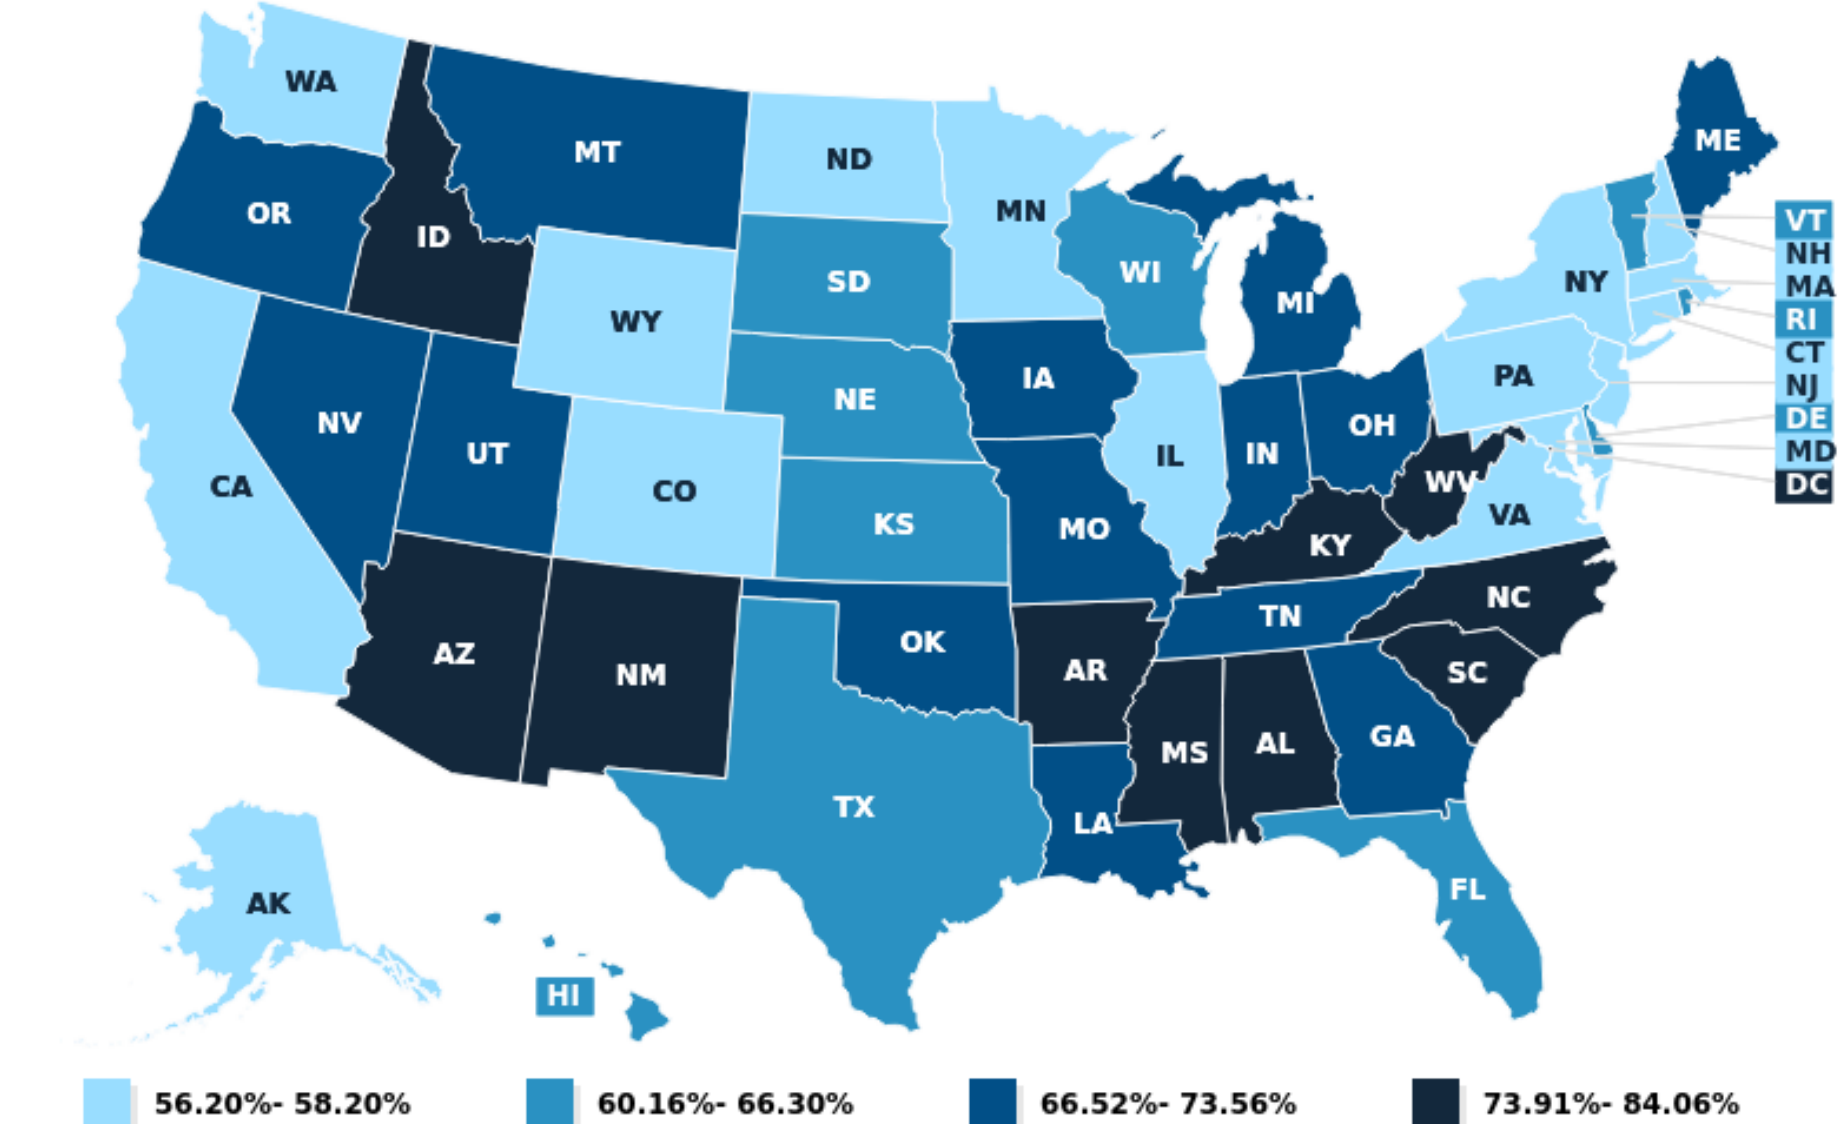 WA
MT
ND
ME
OR
ID
MN
VT
NH
SD
WI
NY
MA
MI
RI
WY
CT
IA
PA
NJ
NE
DE
NV
OH
UT
IL
IN
MD
CA
CO
WV
DC
KS
MO
VA
KY
NC
TN
AZ
NM
OK
AR
SC
MS
AL
GA
TX
LA
FL
AK
HI
56.20%- 58.20% 60.16%- 66.30% 66.52%- 73.56% 73.91%- 84.06%